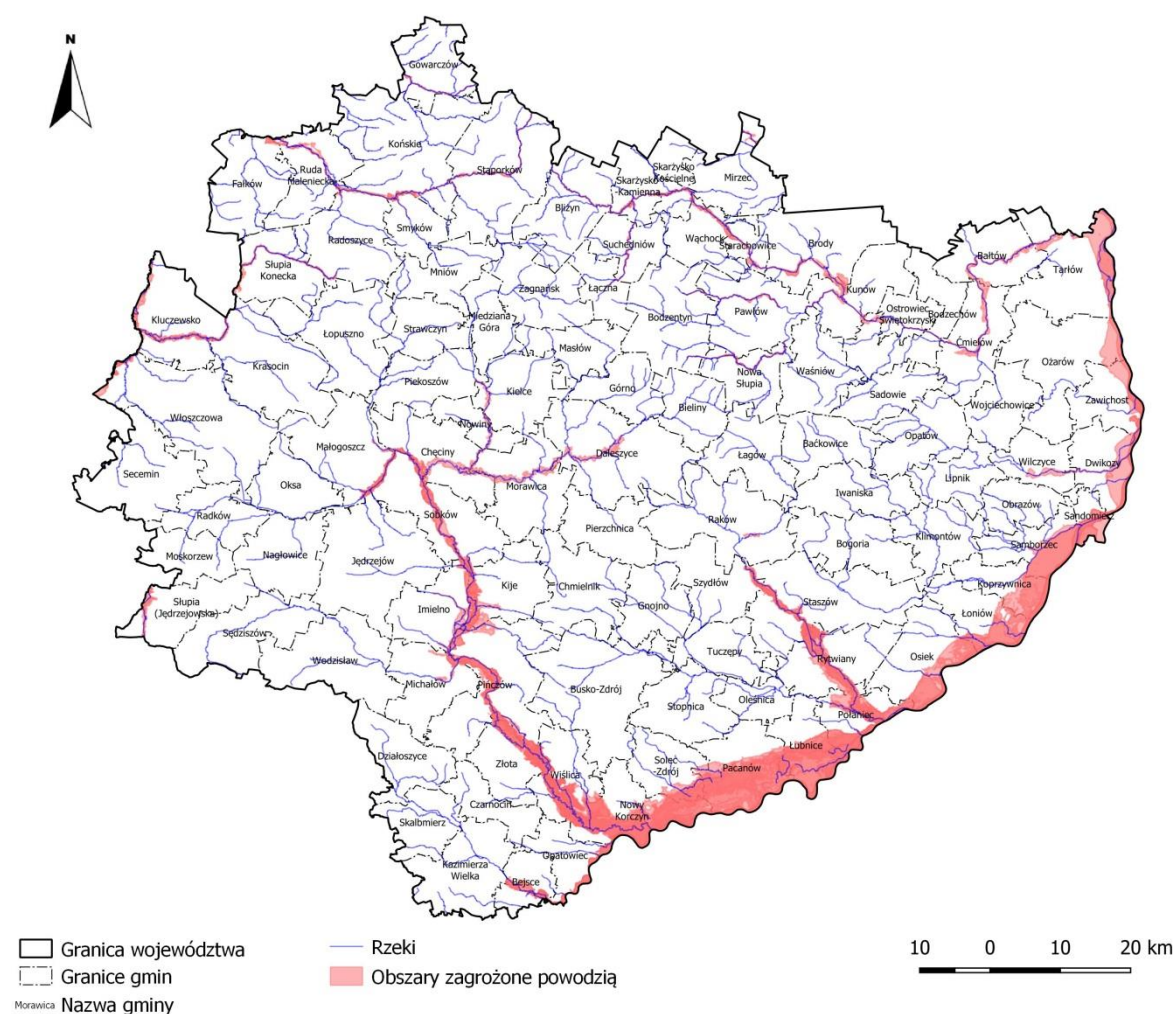 N
Gowarczów
Końskie
Stąporków
Ruda
Maleniecka
Fałków
Skarżysko
Kościelne
Mirzec
Skarżysko-
Kamienna
Bliżyn
Smyków
Radoszyce
Suchedniów
Wąchock
Starachowice
Brody
Bałtów
Tarłów
Słupia
Konecka
Mniów
Zagnańsk
Łączna
Kunów
Kluczewsko
Łopuszno
Strawczyn
Miedziana
Góra
Bodzentyn
Pawłów
Ostrowiec
Świętokrzyski
Bodzechów
Masłów
Ćmielów
Krasocin
Piekoszów
Kielce
Górno
Nowa
Słupia
Waśniów
Ożarów
Sadowie
Włoszczowa
Nowiny
Bieliny
Wojciechowice
Zawichost
Małogoszcz
Chęciny
Daleszyce
Łagów
Baćkowice
Opatów
Secemin
Oksa
Morawica
Wilczyce
Dwikozy
Lipnik
Iwaniska
Obrazów
Radków
Sobków
Pierzchnica
Raków
Sandomierz
Moskorzew
Nagłowice
Jędrzejów
Bogoria
Klimontów
Samborzec
Kije
Chmielnik
Szydłów
Koprzywnica
Słupia
(Jędrzejowska)
Imielno
Gnojno
Staszów
Łoniów
Sędziszów
Wodzisław
Tuczępy
Rytwiany
Osiek
Michałów
Pińczów
Busko-Zdrój
Stopnica
Oleśnica
Połaniec
Działoszyce
Złota
Wiślica
Solec
-Zdrój
Pacanów
Łubnice
Czarnocin
Nowy
Korczyn
Skalbmierz
Opatowiec
Kazimierza
Wielka
Bejsce
Granica województwa
Granice gmin
Morawica Nazwa gminy
Rzeki
Obszary zagrożone powodzią
10 0 10 20 km